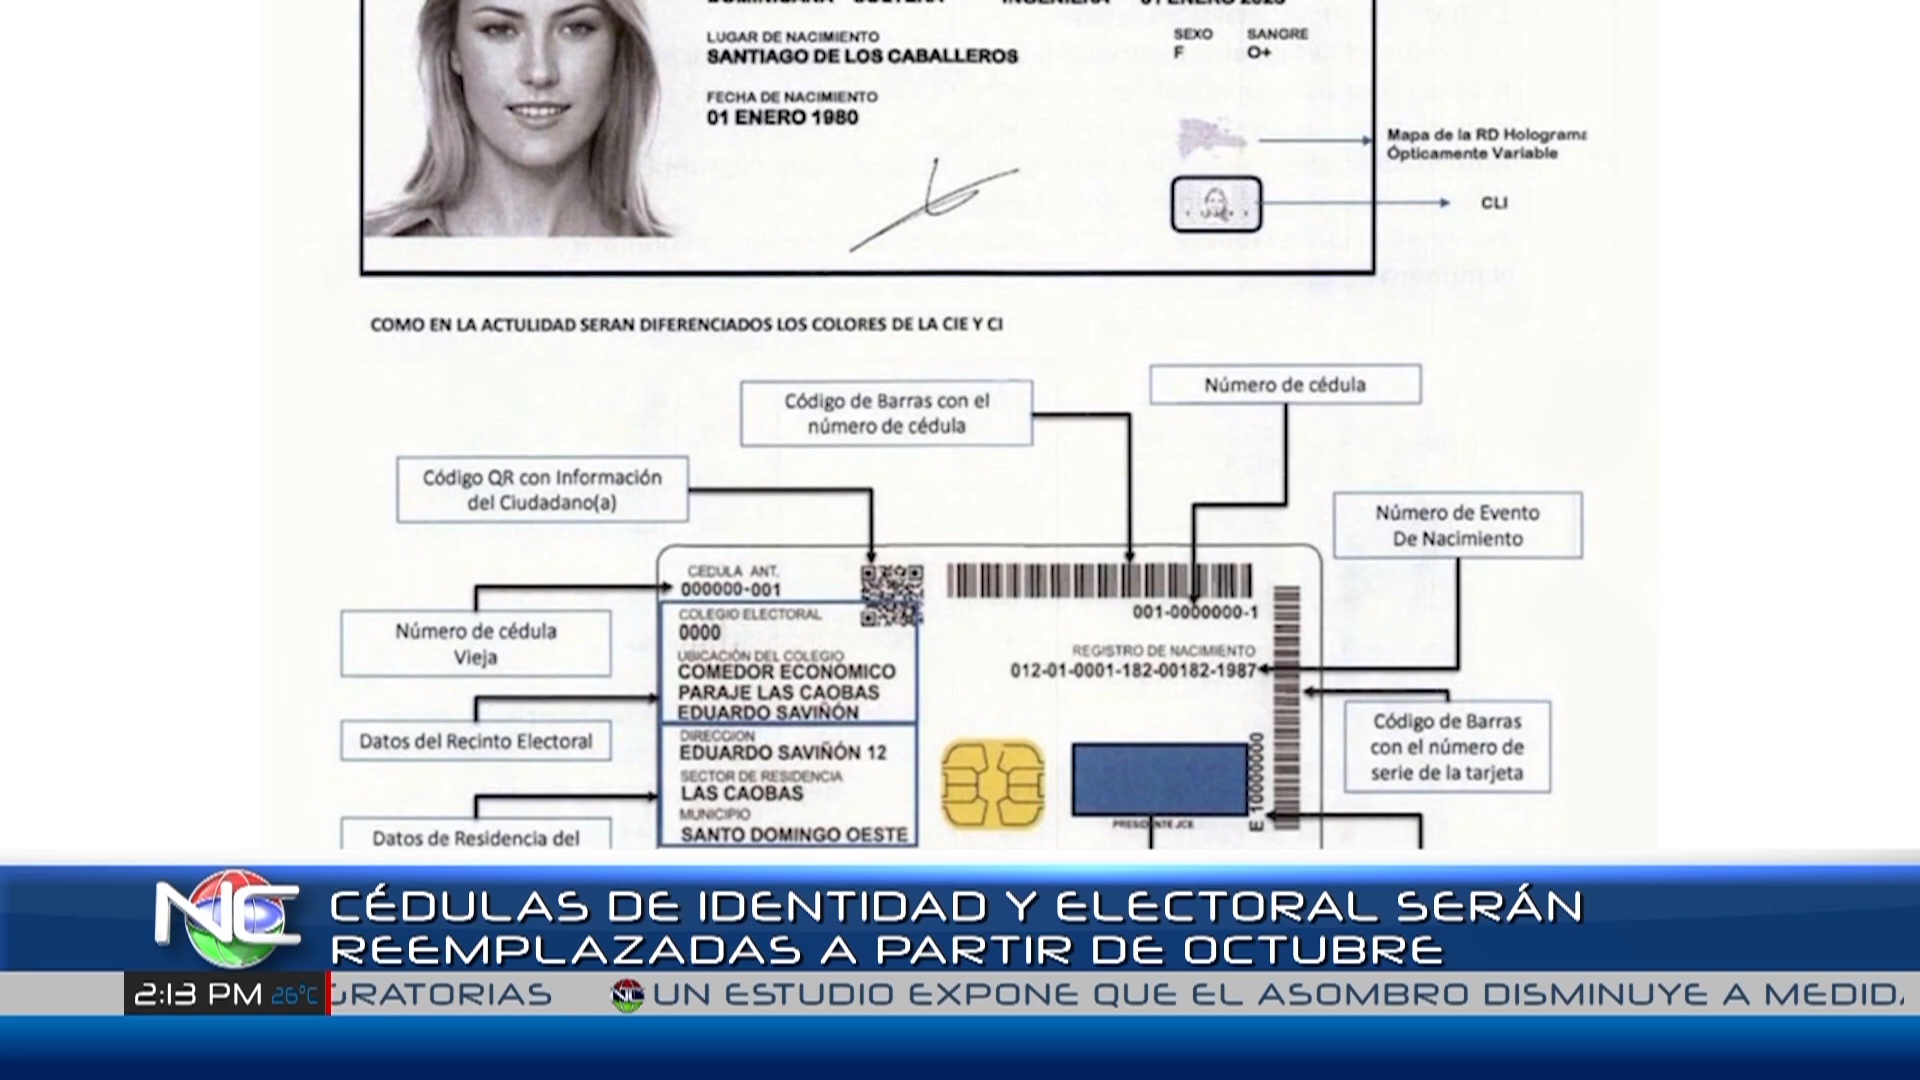 LUGAR DE NACIMIENTO
SANTIAGO DE LOS CABALLEROS
SEXO
F
SANGRE
O+
FECHA DE NACIMIENTO
01 ENERO 1980
Mapa de la RD Holograma
Ópticamente Variable
CLI
COMO EN LA ACTULIDAD SERAN DIFERENCIADOS LOS COLORES DE LA CIE Y CI
Código de Barras con el
número de cédula
Número de cédula
Código QR con Información
del Ciudadano(a)
Número de Evento
De Nacimiento
Número de cédula
Vieja
Datos del Recinto Electoral
Datos de Residencia del
CEDULA ANT.
000000-001
COLEGIO ELECTORAL
0000
UBICACIÓN DEL COLEGIO
COMEDOR ECONOMICO
PARAJE LAS CAOBAS
EDUARDO SAVIÑÓN
DIRECCION
EDUARDO SAVIÑÓN 12
SECTOR DE RESIDENCIA
LAS CAOBAS
MUNICIPIO
SANTO DOMINGO OESTE
001-0000000-1
REGISTRO DE NACIMIENTO
012-01-0001-182-00182-1987
E 10000000
PRESIDENTE JCE
Código de Barras
con el número de
serie de la tarjeta
NC
CÉDULAS DE IDENTIDAD Y ELECTORAL SERÁN
REEMPLAZADAS A PARTIR DE OCTUBRE
2:13 PM 26°C
GRATORIAS NC UN ESTUDIO EXPONE QUE EL ASOMBRO DISMINUYE A MEDID